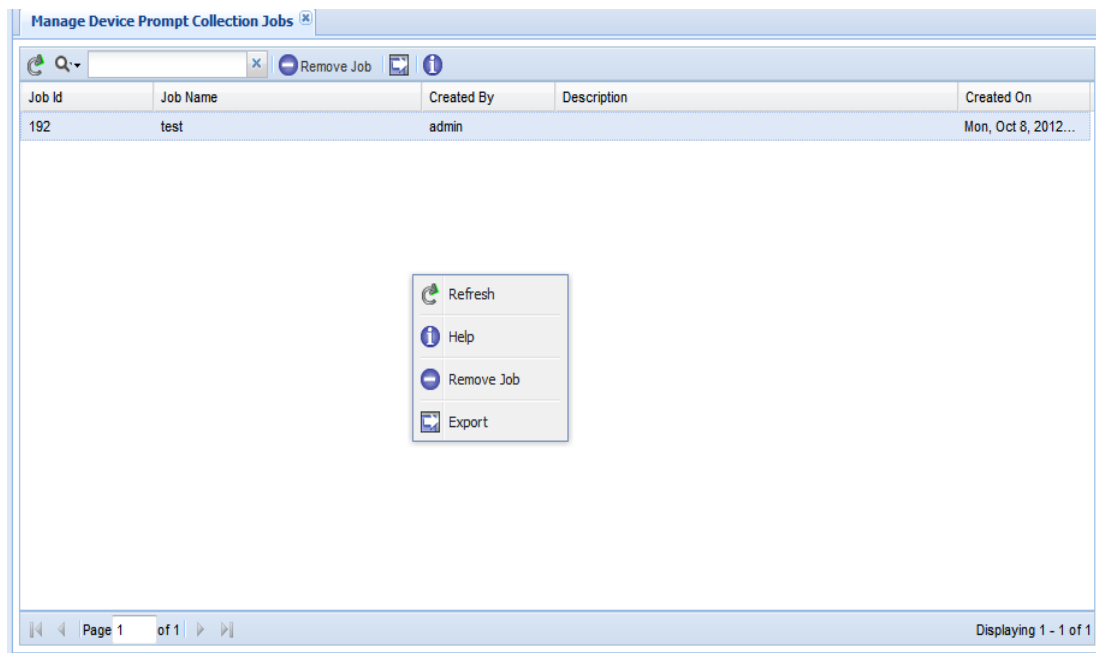 Manage Device Prompt Collection Jobs
Remove Job
Job Id Job Name Created By Description Created On
192 test admin Mon, Oct 8, 2012...
Refresh
Help
Remove Job
Export
Page 1 of 1 Displaying 1 - 1 of 1